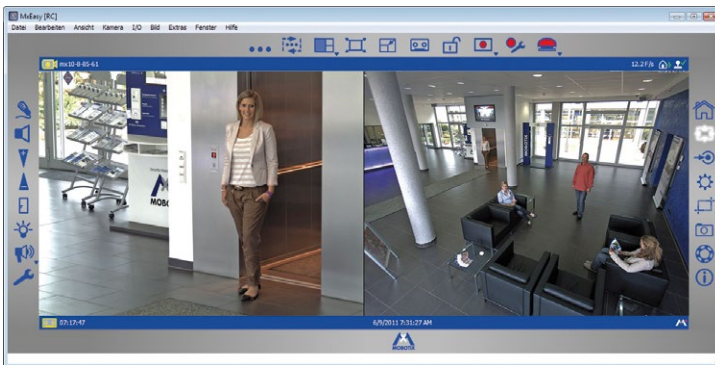 MxEasy [RC]
Datei Bearbeiten Ansicht Kamera I/O Bild Extras Fenster Hilfe
mx10-8-85-61 12.2 F/s
MOBOTIX
07:17:47 6/9/2011 7:31:27 AM
MOBOTIX